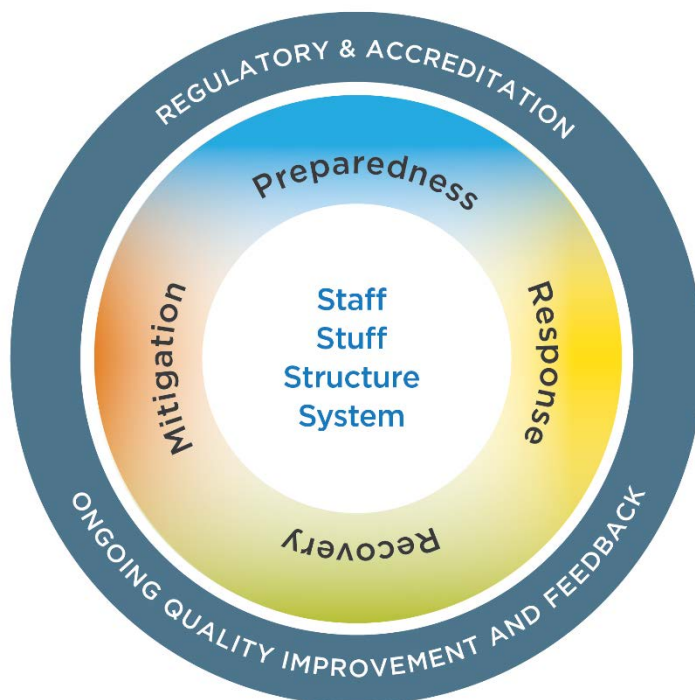 REGULATORY & ACCREDITATION
Preparedness
Mitigation
Staff
Stuff
Structure
System
Response
Recovery
ONGOING QUALITY IMPROVEMENT AND FEEDBACK